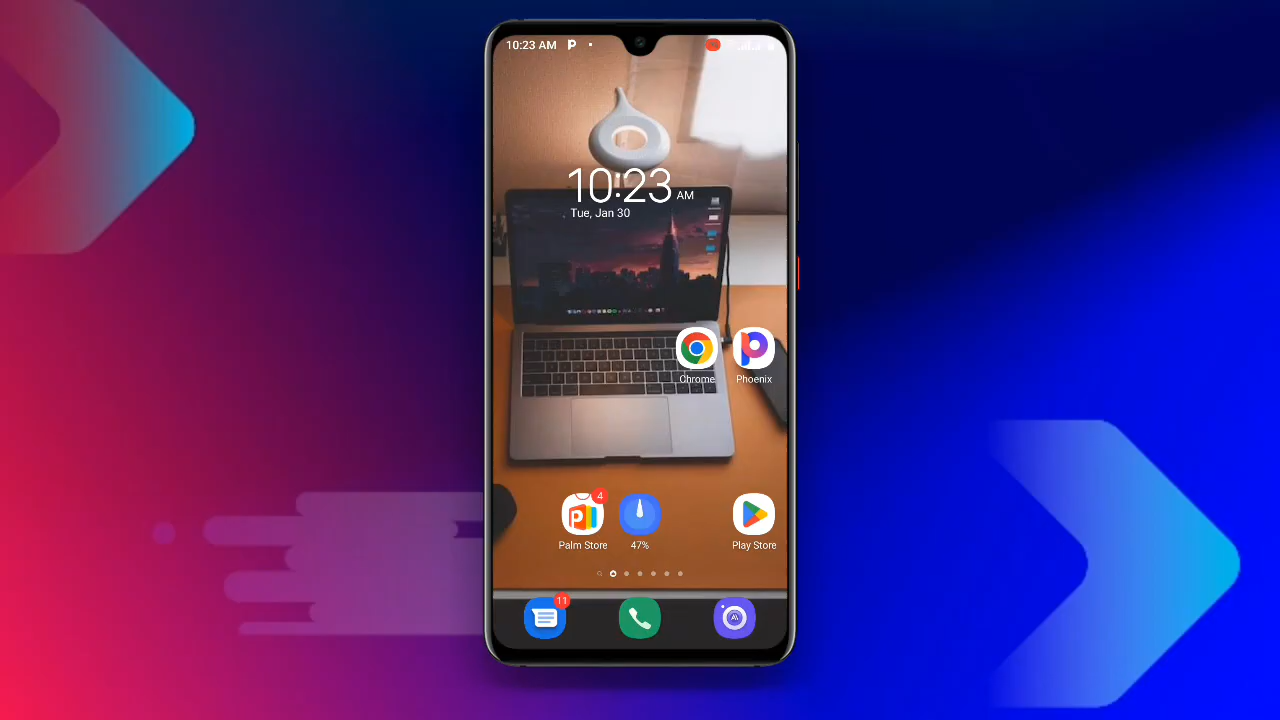 10:23 AM
10:23 AM
Tue, Jan 30
Chrome
Phoenix
4
Palm Store
47%
Play Store
11